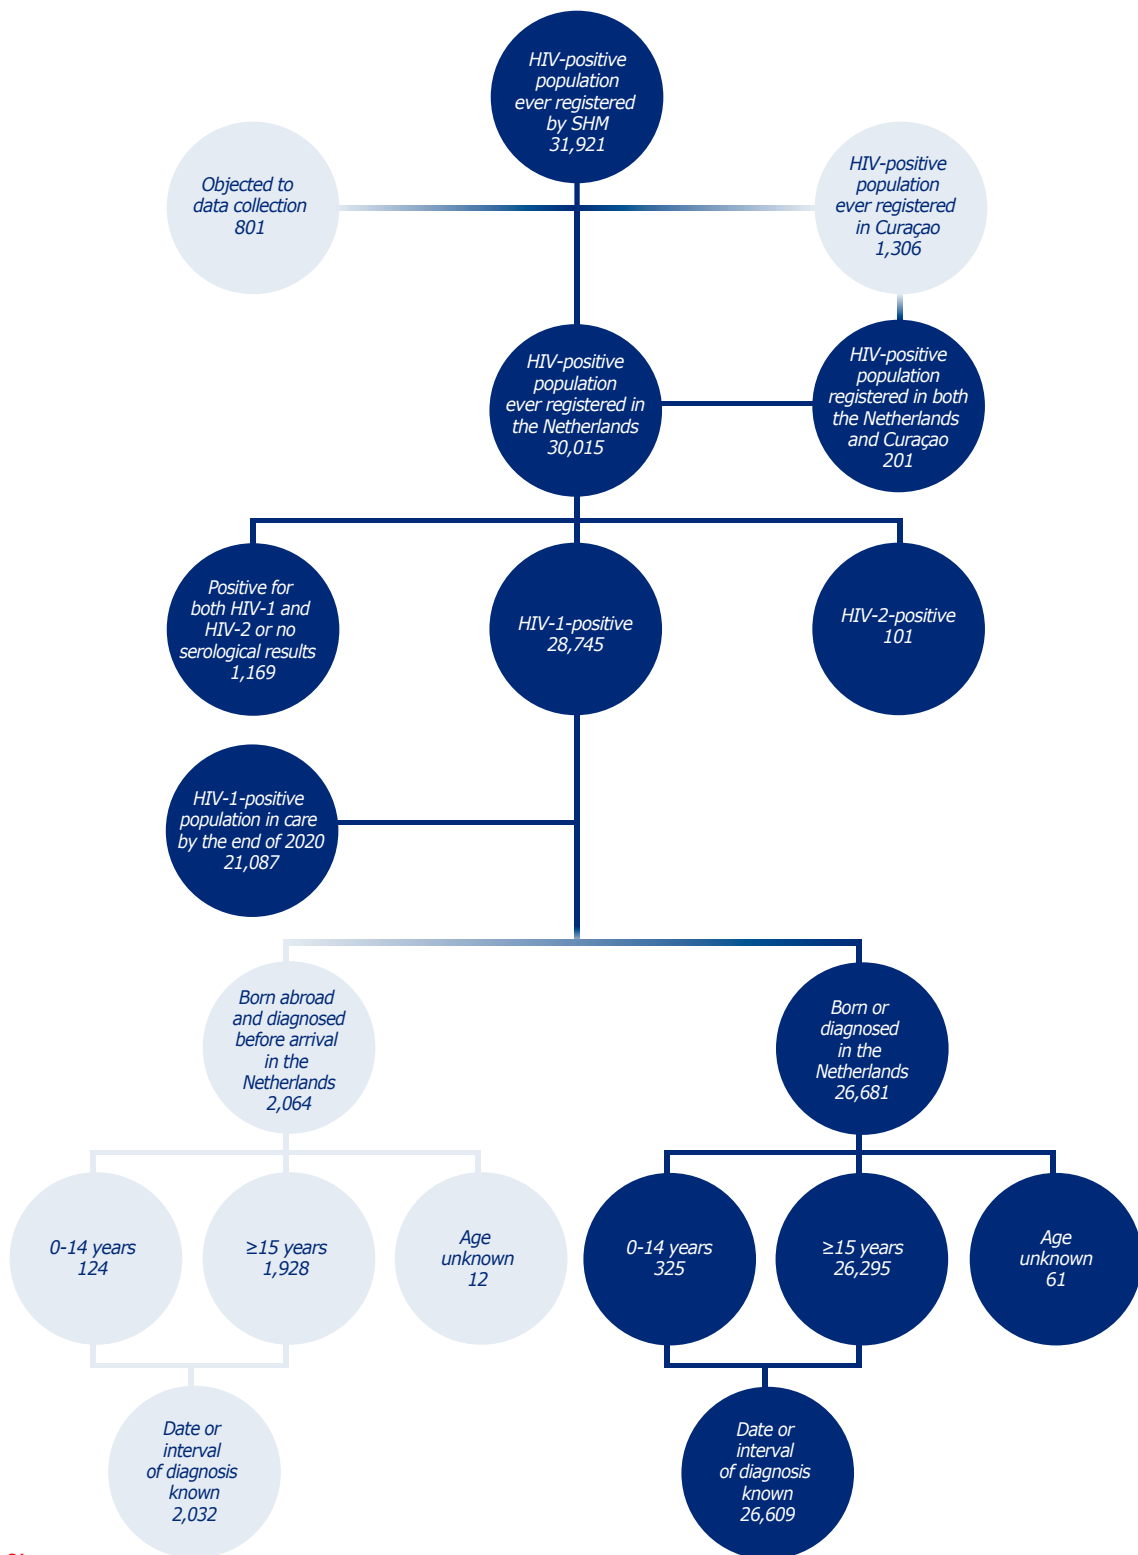 HIV-positive
population
ever registered
by SHM
31,921
Objected to
data collection
801
HIV-positive
population
ever registered
in Curaçao
1,306
HIV-positive
population
ever registered in
the Netherlands
30,015
HIV-positive
population
registered in both
the Netherlands
and Curaçao
201
Positive for
both HIV-1 and
HIV-2 or no
serological results
1,169
HIV-1-positive
28,745
HIV-2-positive
101
HIV-1-positive
population in care
by the end of 2020
21,087
Born abroad
and diagnosed
before arrival
in the
Netherlands
2,064
Born or
diagnosed
in the
Netherlands
26,681
0-14 years
124
≥15 years
1,928
Age
unknown
12
0-14 years
325
≥15 years
26,295
Age
unknown
61
Date or
interval
of diagnosis
known
2,032
Date or
interval
of diagnosis
known
26,609